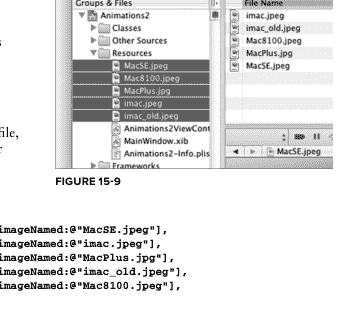 Groups & Files
File Name
Animations2
Classes
Other Sources
Resources
MacSE.jpeg
Mac8100.jpeg
MacPlus.jpg
imac.jpeg
imac_old.jpeg
Animations2ViewCont
MainWindow.xib
Animations2-Info.plis
Frameworks
imac.jpeg
imac_old.jpeg
Mac8100.jpeg
MacPlus.jpg
MacSE.jpeg
MacSE.jpeg
s
file,
r
FIGURE 15-9
imageNamed:@"MacSE.jpeg"],
imageNamed:@"imac.jpeg"],
imageNamed:@"MacPlus.jpg"],
imageNamed:@"imac_old.jpeg"],
imageNamed:@"Mac8100.jpeg"],